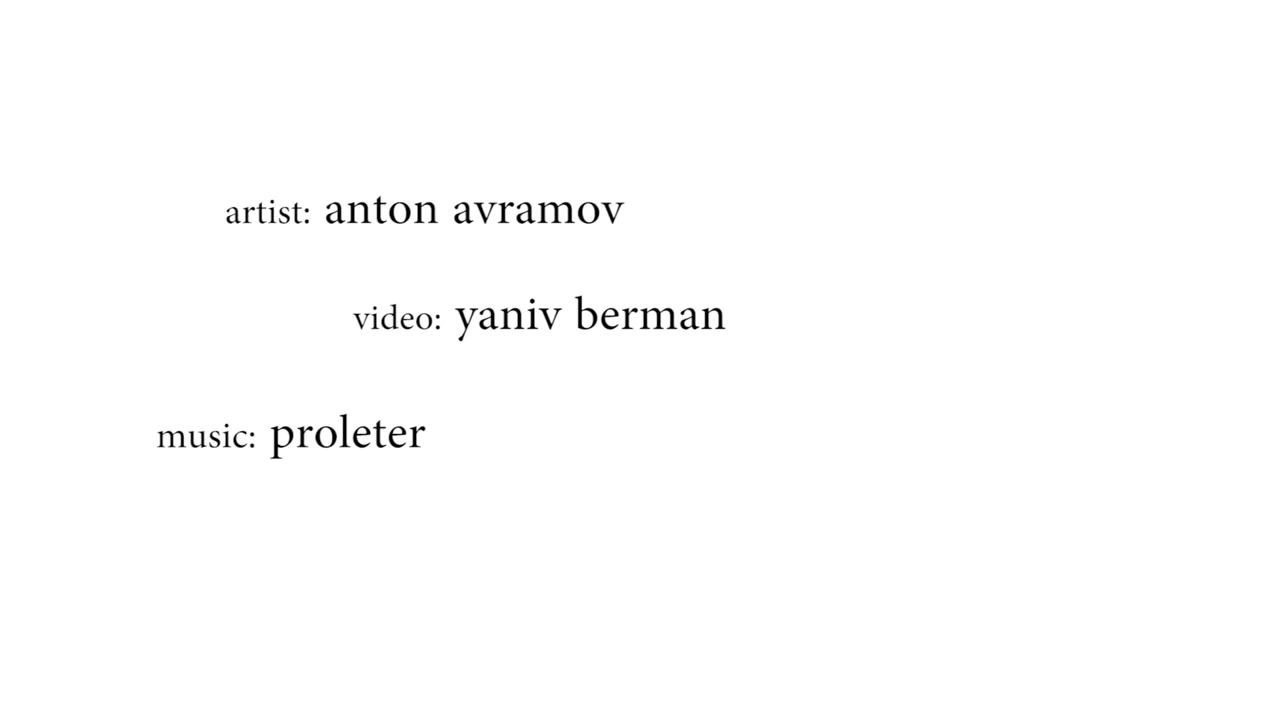 artist: anton avramov
video: yaniv berman
music: proleter